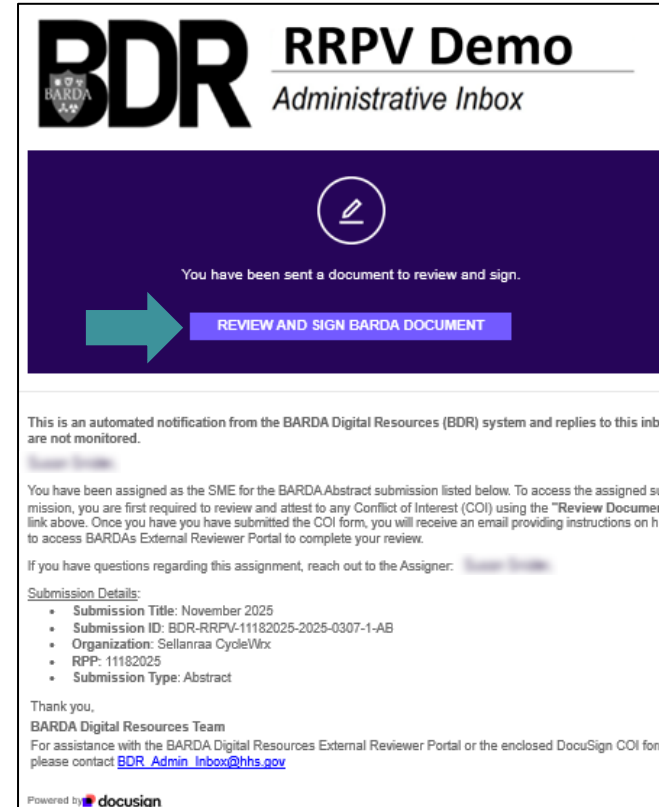 BDR
BARDA
RRPV Demo
Administrative Inbox
You have been sent a document to review and sign.
REVIEW AND SIGN BARDA DOCUMENT
This is an automated notification from the BARDA Digital Resources (BDR) system and replies to this inb
are not monitored.
You have been assigned as the SME for the BARDA Abstract submission listed below. To access the assigned su
mission, you are first required to review and attest to any Conflict of Interest (COI) using the "Review Documen
link above. Once you have you have submitted the COI form, you will receive an email providing instructions on h
to access BARDAs External Reviewer Portal to complete your review.
If you have questions regarding this assignment, reach out to the Assigner:
Submission Details:
• Submission Title: November 2025
• Submission ID: BDR-RRPV-11182025-2025-0307-1-AB
• Organization: Sellanraa CycleWrx
• RPP: 11182025
• Submission Type: Abstract
Thank you,
BARDA Digital Resources Team
For assistance with the BARDA Digital Resources External Reviewer Portal or the enclosed DocuSign COI for
please contact BDR_Admin_Inbox@hhs.gov
Powered by docusign